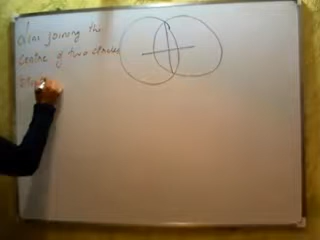 A line joining the
centre of two circles